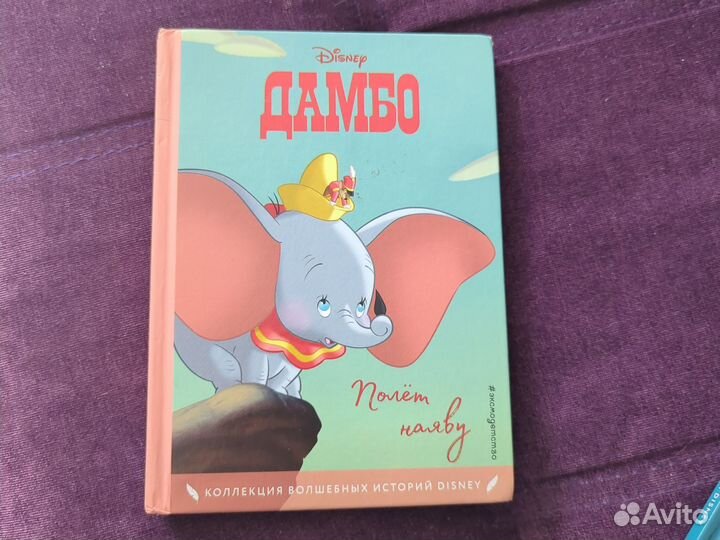 Disney
ДАМБО
Полёт
наяву
#эксмодетство
КОЛЛЕКЦИЯ ВОЛШЕБНЫХ ИСТОРИЙ DISNEY
Avito